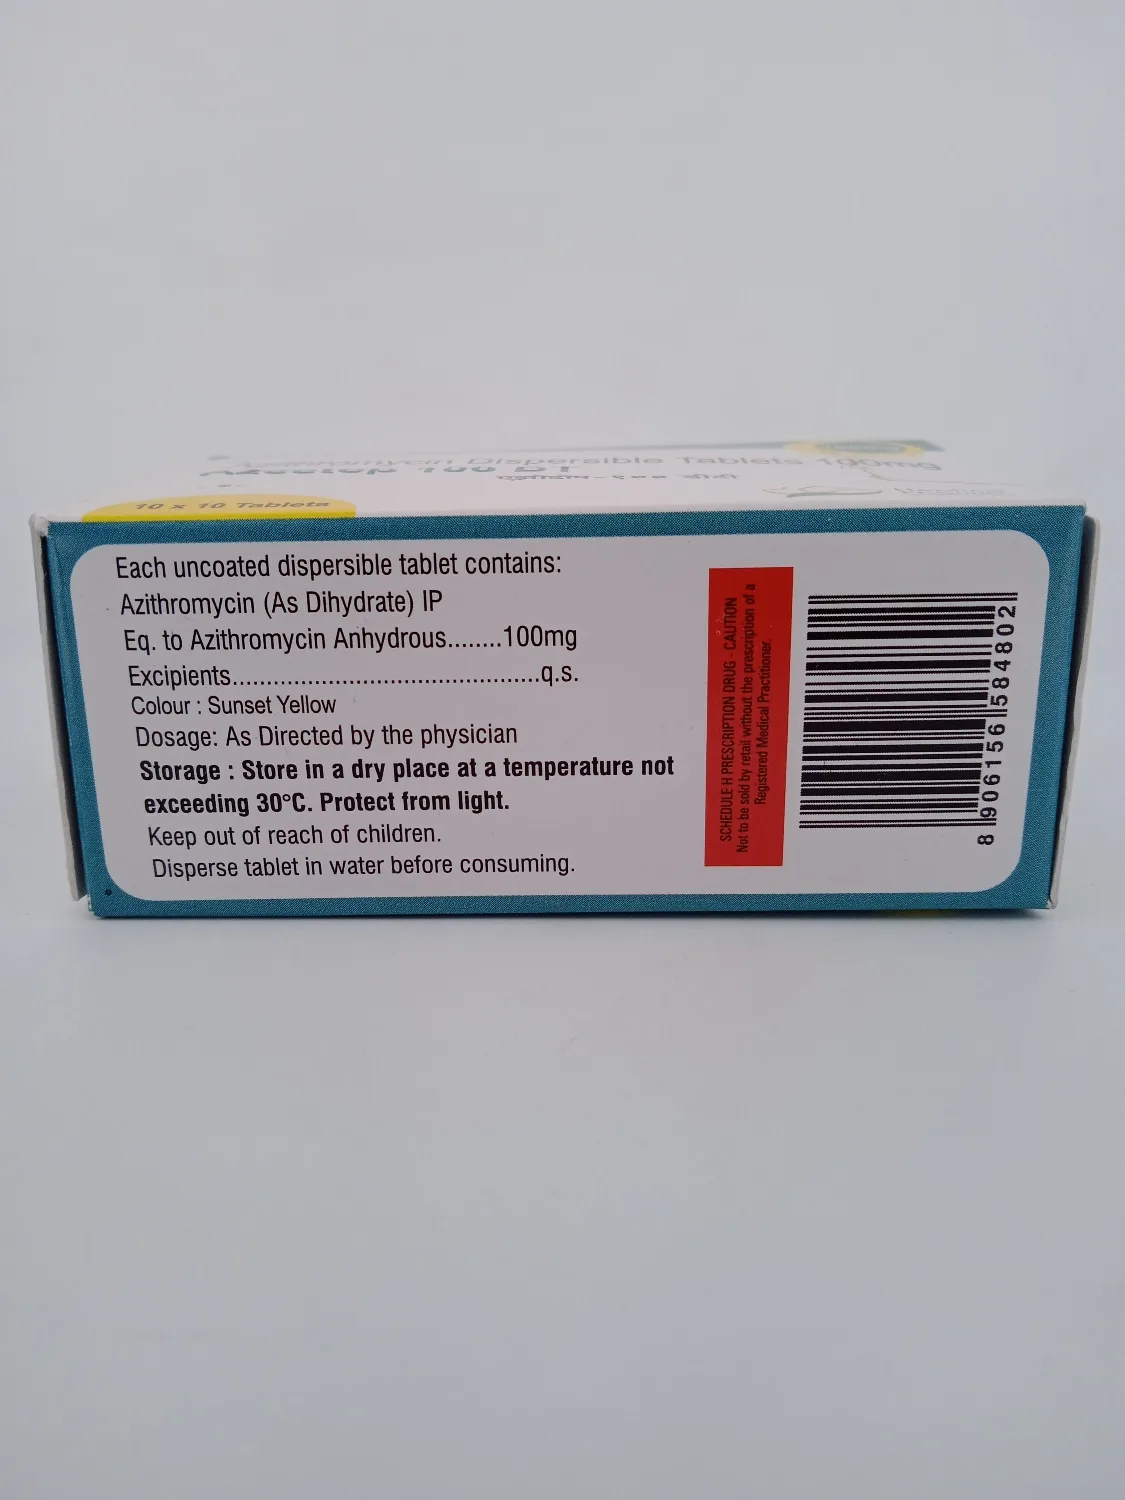 Azithromycin Dispersible Tablets 100mg
100 DT
10 x 10 Tablets
Each uncoated dispersible tablet contains:
Azithromycin (As Dihydrate) IP
Eq. to Azithromycin Anhydrous........100mg
Excipients.............................................q.s.
Colour : Sunset Yellow
Dosage: As Directed by the physician
Storage : Store in a dry place at a temperature not
exceeding 30°C. Protect from light.
Keep out of reach of children.
Disperse tablet in water before consuming.
SCHEDULE H PRESCRIPTION DRUG - CAUTION
Not to be sold by retail without the prescription of a
Registered Medical Practitioner.
8 906156 584802